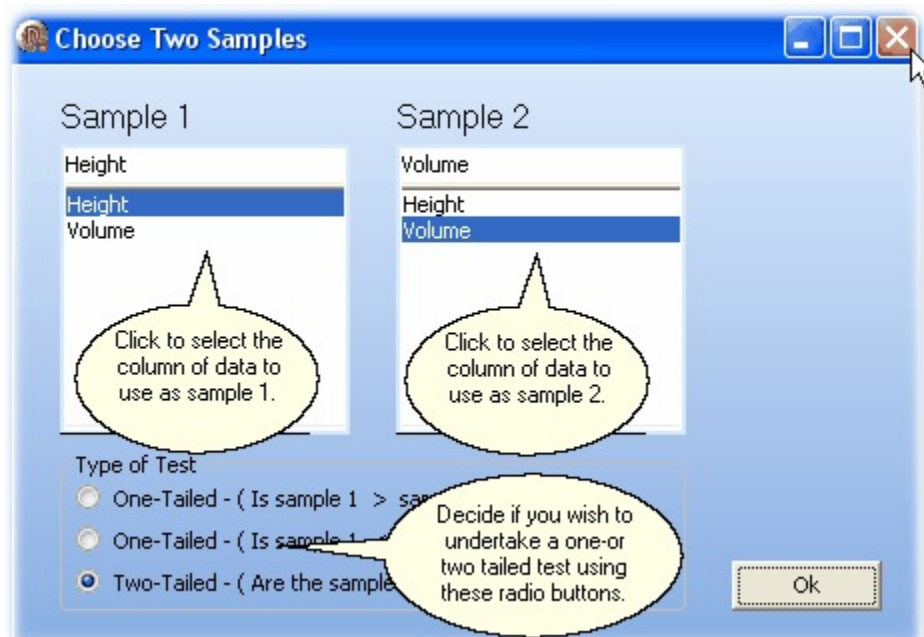 Choose Two Samples
Sample 1
Sample 2
Height
Height
Volume
Volume
Height
Volume
Click to select the
column of data to
use as sample 1.
Click to select the
column of data to
use as sample 2.
Type of Test
One-Tailed - ( Is sample 1 >
One-Tailed - ( Is sample 1
Two-Tailed - ( Are the sample
Decide if you wish to
undertake a one-or
two tailed test using
these radio buttons.
Ok